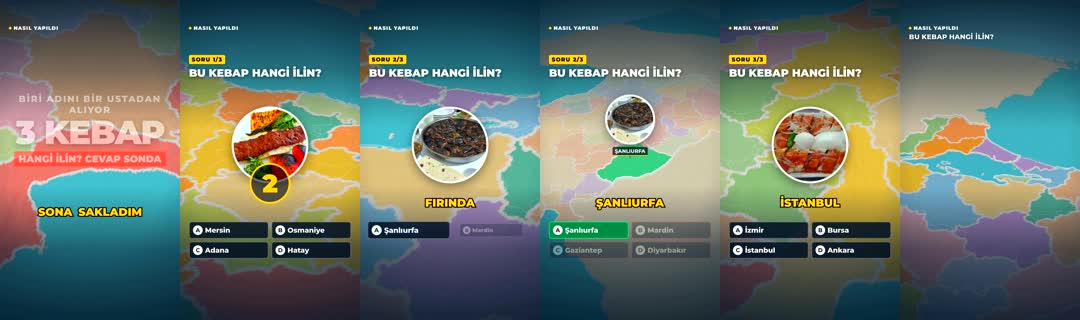 NASIL YAPILDI
BİRİ ADINI BİR USTADAN
ALIYOR
3 KEBAP
HANGİ İLİN? CEVAP SONDA
SONA SAKLADIM
NASIL YAPILDI
SORU 1/3
BU KEBAP HANGİ İLİN?
2
A Mersin
B Osmaniye
C Adana
D Hatay
NASIL YAPILDI
SORU 2/3
BU KEBAP HANGİ İLİN?
FIRINDA
A Şanlıurfa
B Mardin
NASIL YAPILDI
SORU 2/3
BU KEBAP HANGİ İLİN?
ŞANLIURFA
ŞANLIURFA
A Şanlıurfa
B Mardin
C Gaziantep
D Diyarbakır
NASIL YAPILDI
SORU 3/3
BU KEBAP HANGİ İLİN?
İSTANBUL
A İzmir
B Bursa
C İstanbul
D Ankara
NASIL YAPILDI
BU KEBAP HANGİ İLİN?